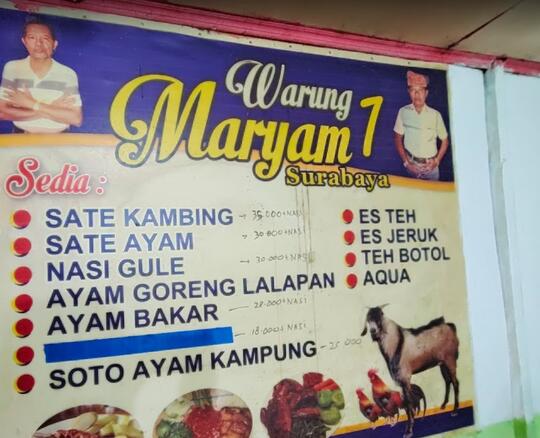 Warung
Maryam 1
Surabaya
Sedia :
SATE KAMBING → 35 000+NASI
SATE AYAM → 30 000+NASI
NASI GULE → 30 000+NASI
AYAM GORENG LALAPAN
AYAM BAKAR → 28 000+NASI
→ 18 000+NASI
SOTO AYAM KAMPUNG - 25 000
ES TEH
ES JERUK
TEH BOTOL
AQUA